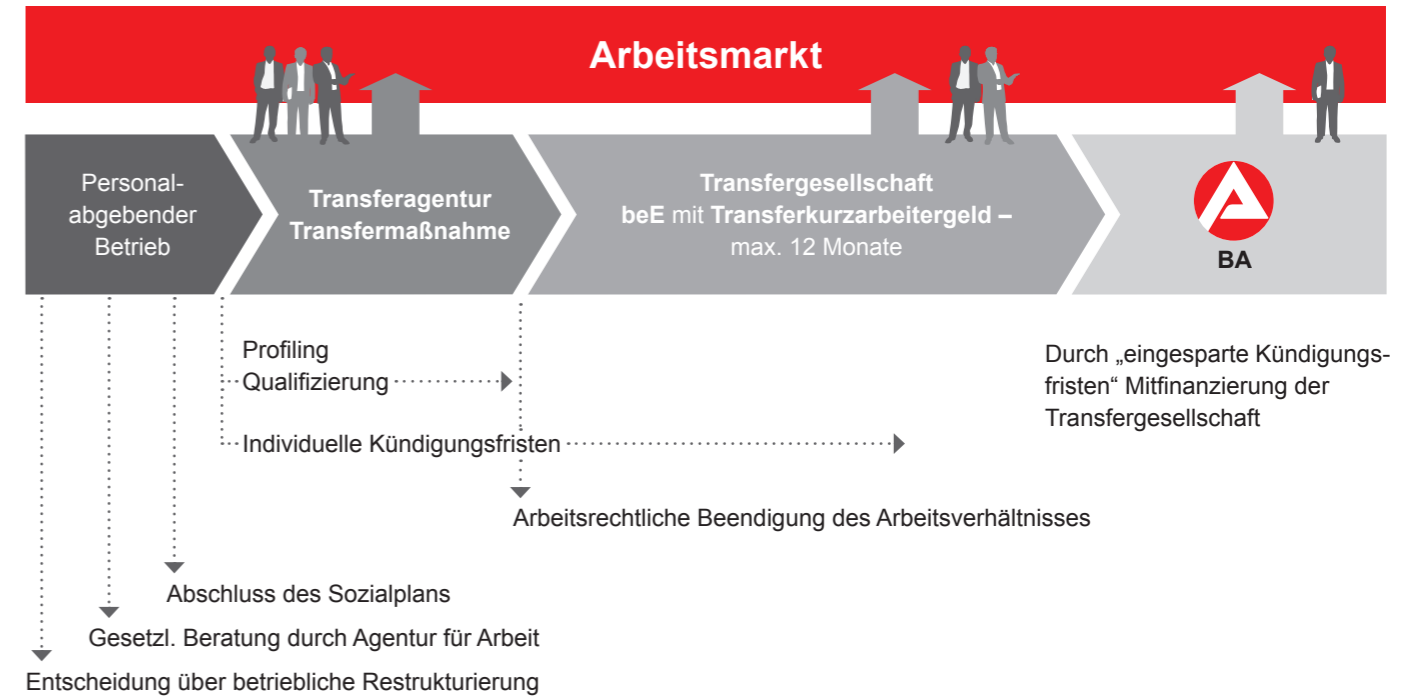 Arbeitsmarkt
Personal-
abgebender
Betrieb
Transferagentur
Transfermaßnahme
Transfergesellschaft
beE mit Transferkurzarbeitergeld –
max. 12 Monate
BA
Profiling
Qualifizierung
Individuelle Kündigungsfristen
Durch „eingesparte Kündigungs-
fristen“ Mitfinanzierung der
Transfergesellschaft
Arbeitsrechtliche Beendigung des Arbeitsverhältnisses
Abschluss des Sozialplans
Gesetzl. Beratung durch Agentur für Arbeit
Entscheidung über betriebliche Restrukturierung